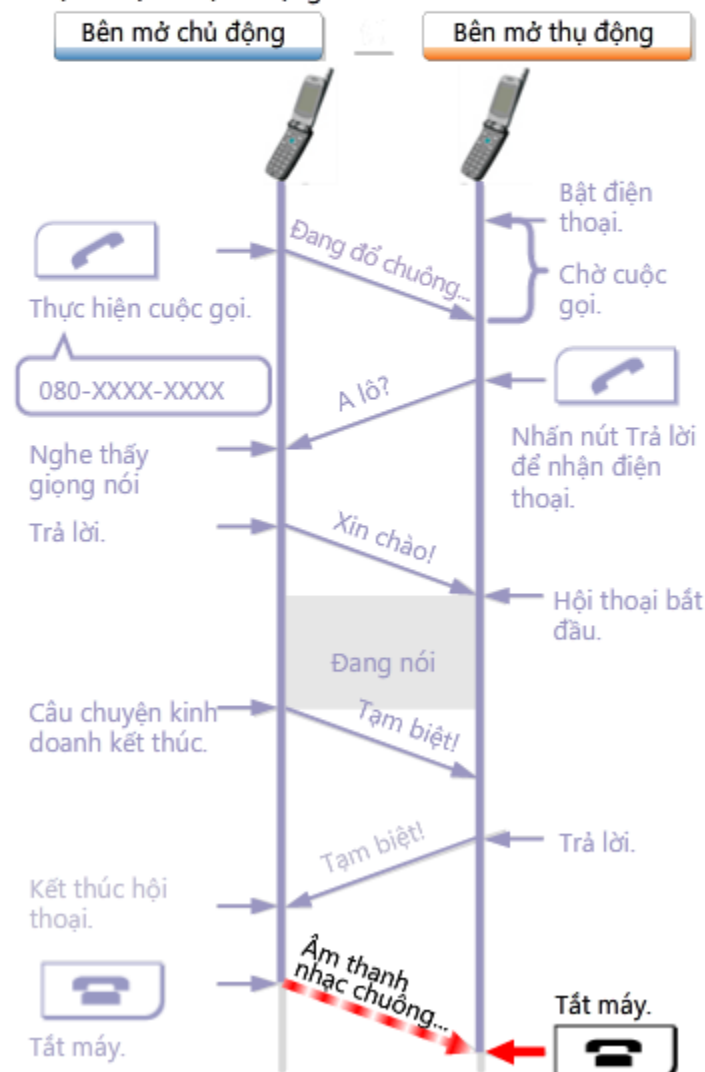 Bên mở chủ động
Bên mở thụ động
Bật điện
thoại.
Đang đổ chuông...
Chờ cuộc
gọi.
Thực hiện cuộc gọi.
080-XXXX-XXXX
A lô?
Nhấn nút Trả lời
để nhận điện
thoại.
Nghe thấy
giọng nói
Trả lời.
Xin chào!
Hội thoại bắt
đầu.
Đang nói
Câu chuyện kinh
doanh kết thúc.
Tạm biệt!
Tạm biệt!
Trả lời.
Kết thúc hội
thoại.
Âm thanh
nhạc chuông...
Tắt máy.
Tắt máy.